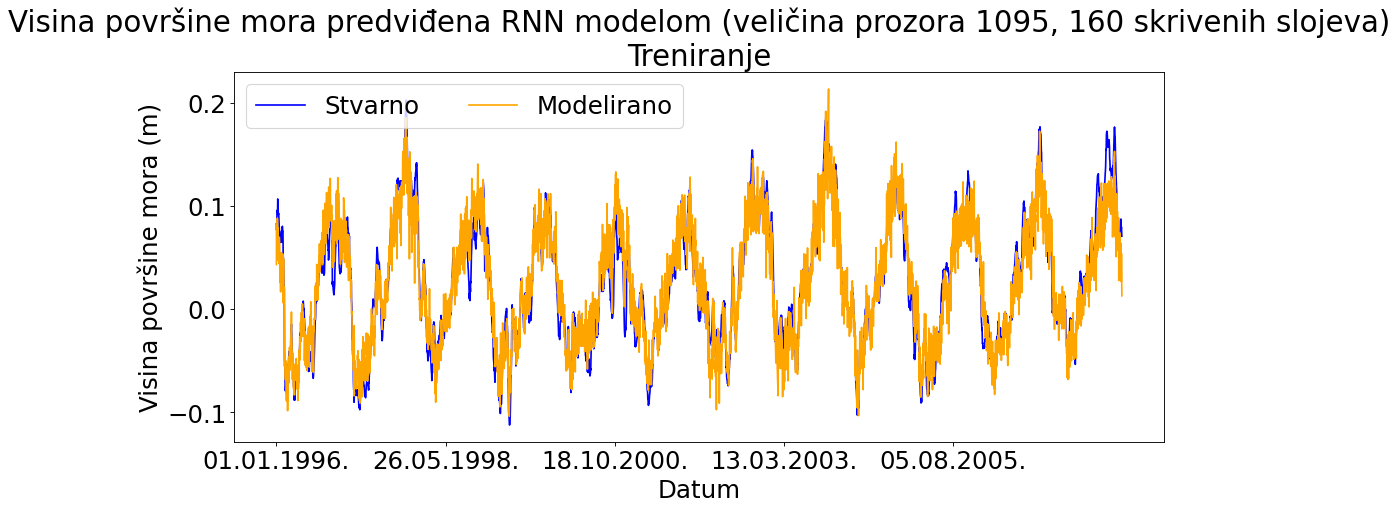 Visina površine mora predviđena RNN modelom (veličina prozora 1095, 160 skrivenih slojeva)
Treniranje
Stvarno
Modelirano
Visina površine mora (m)
0.2
0.1
0.0
−0.1
01.01.1996.
26.05.1998.
18.10.2000.
13.03.2003.
05.08.2005.
Datum